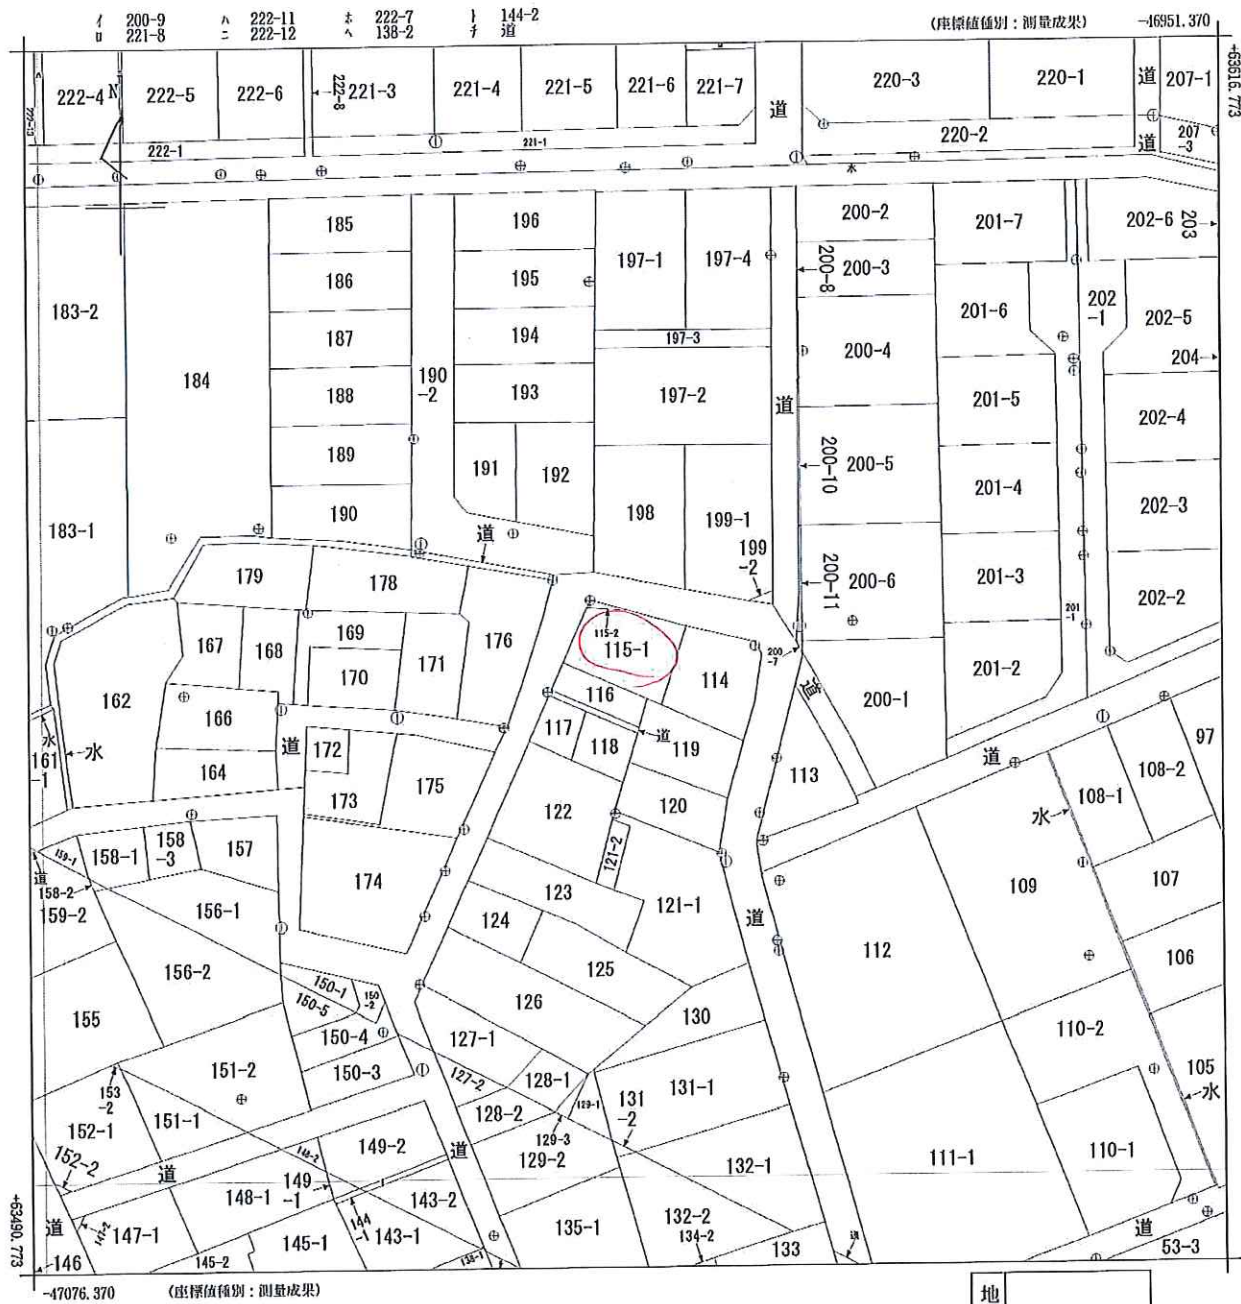 イ 200-9 ハ 222-11 ホ 222-7 ト 144-2
ロ 221-8 ニ 222-12 ヘ 138-2 チ 道
(座標値種別:測量成果) -46951.370
+63616.773
222-4 N 222-5 222-6 222-8 221-3 221-4 221-5 221-6 221-7 道 220-3 220-1 道 207-1
222-13
222-1 221-1 220-2 道 207-3
水
185 196 200-2 201-7 202-6 203
186 195 197-1 197-4 200-8 200-3
183-2 187 194 197-3 201-6 202-1 202-5
184 188 190-2 193 197-2 道 200-4 204
201-5 202-4
189 191 192 200-10 200-5
183-1 190 198 199-1 201-4 202-3
道 199-2
179 178 200-11 200-6 201-3 202-2
201-1
167 168 169 176 115-2 115-1 200-7
170 171 114 201-2
162 166 116 道 200-1
水 水 道 117 118 道 119 97
161-1 164 172 175 113 道 108-1 108-2
173 122 120 水
159-1 158-1 158-3 157 121-2
道 158-2 174 123 109 107
159-2 156-1 124 121-1 道
156-2 125 112 106
150-1 150-2 126
155 150-5 130
150-4 127-1 110-2
151-2 150-3 127-2 128-1 131-1 105
153-2 128-2 129-1 131-2 水
152-1 151-1 129-3
149-2 道 129-2 110-1
152-2 道 148-2 132-1 111-1
149-1 143-2
148-1 132-2
道 147-2 147-1 144-1 143-1 135-1 道
145-1 134-2 133
146 145-2 53-3
+63490.773
-47076.370 (座標値種別:測量成果)
地